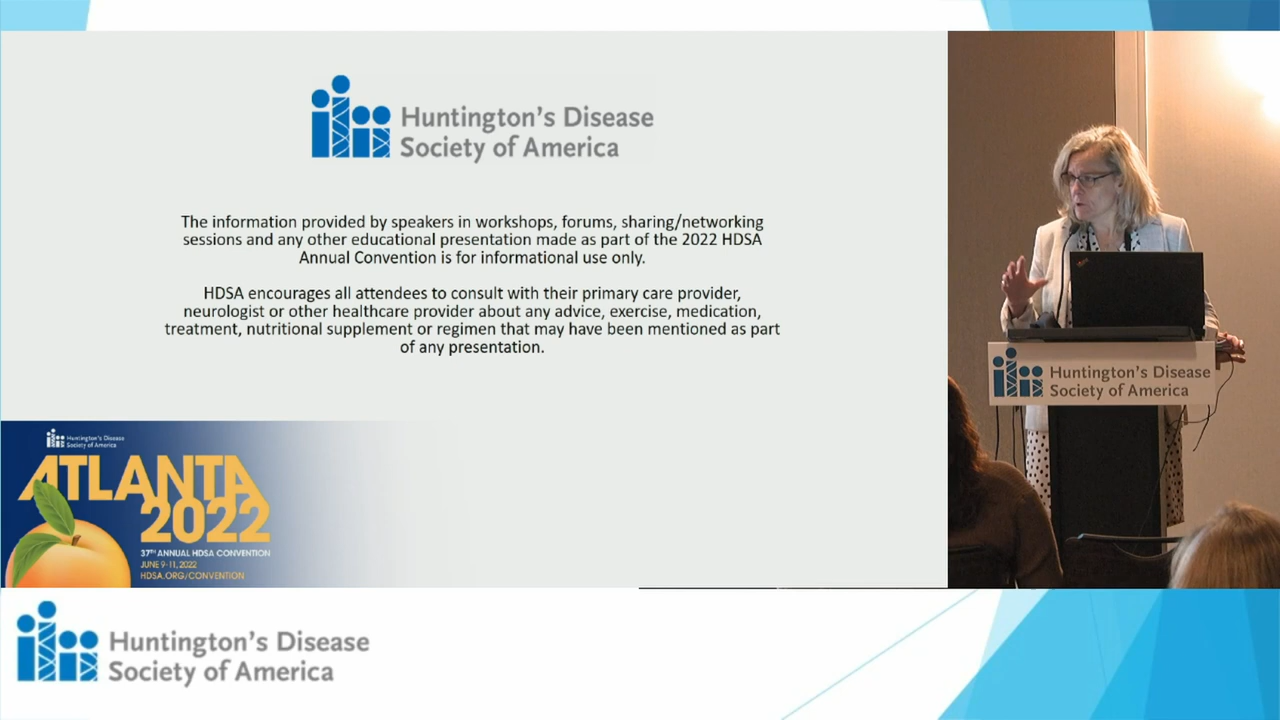 Huntington's Disease
Society of America
The information provided by speakers in workshops, forums, sharing/networking
sessions and any other educational presentation made as part of the 2022 HDSA
Annual Convention is for informational use only.
HDSA encourages all attendees to consult with their primary care provider,
neurologist or other healthcare provider about any advice, exercise, medication,
treatment, nutritional supplement or regimen that may have been mentioned as part
of any presentation.
Huntington's Disease
Society of America
ATLANTA
2022
37TH ANNUAL HDSA CONVENTION
JUNE 9-11, 2022
HDSA.ORG/CONVENTION
Huntington's Disease
Society of America
Huntington's Disease
Society of America